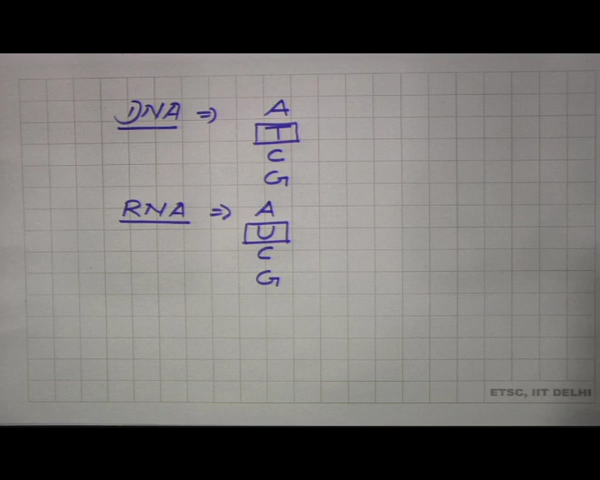 DNA ⇒ A
T
C
G
RNA ⇒ A
U
C
G
ETSC, IIT DELHI